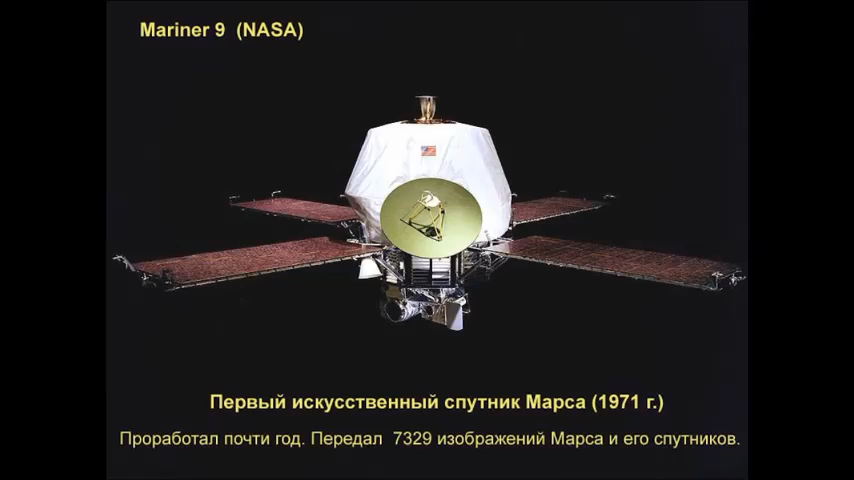 Mariner 9 (NASA)
Первый искусственный спутник Марса (1971 г.)
Проработал почти год. Передал 7329 изображений Марса и его спутников.